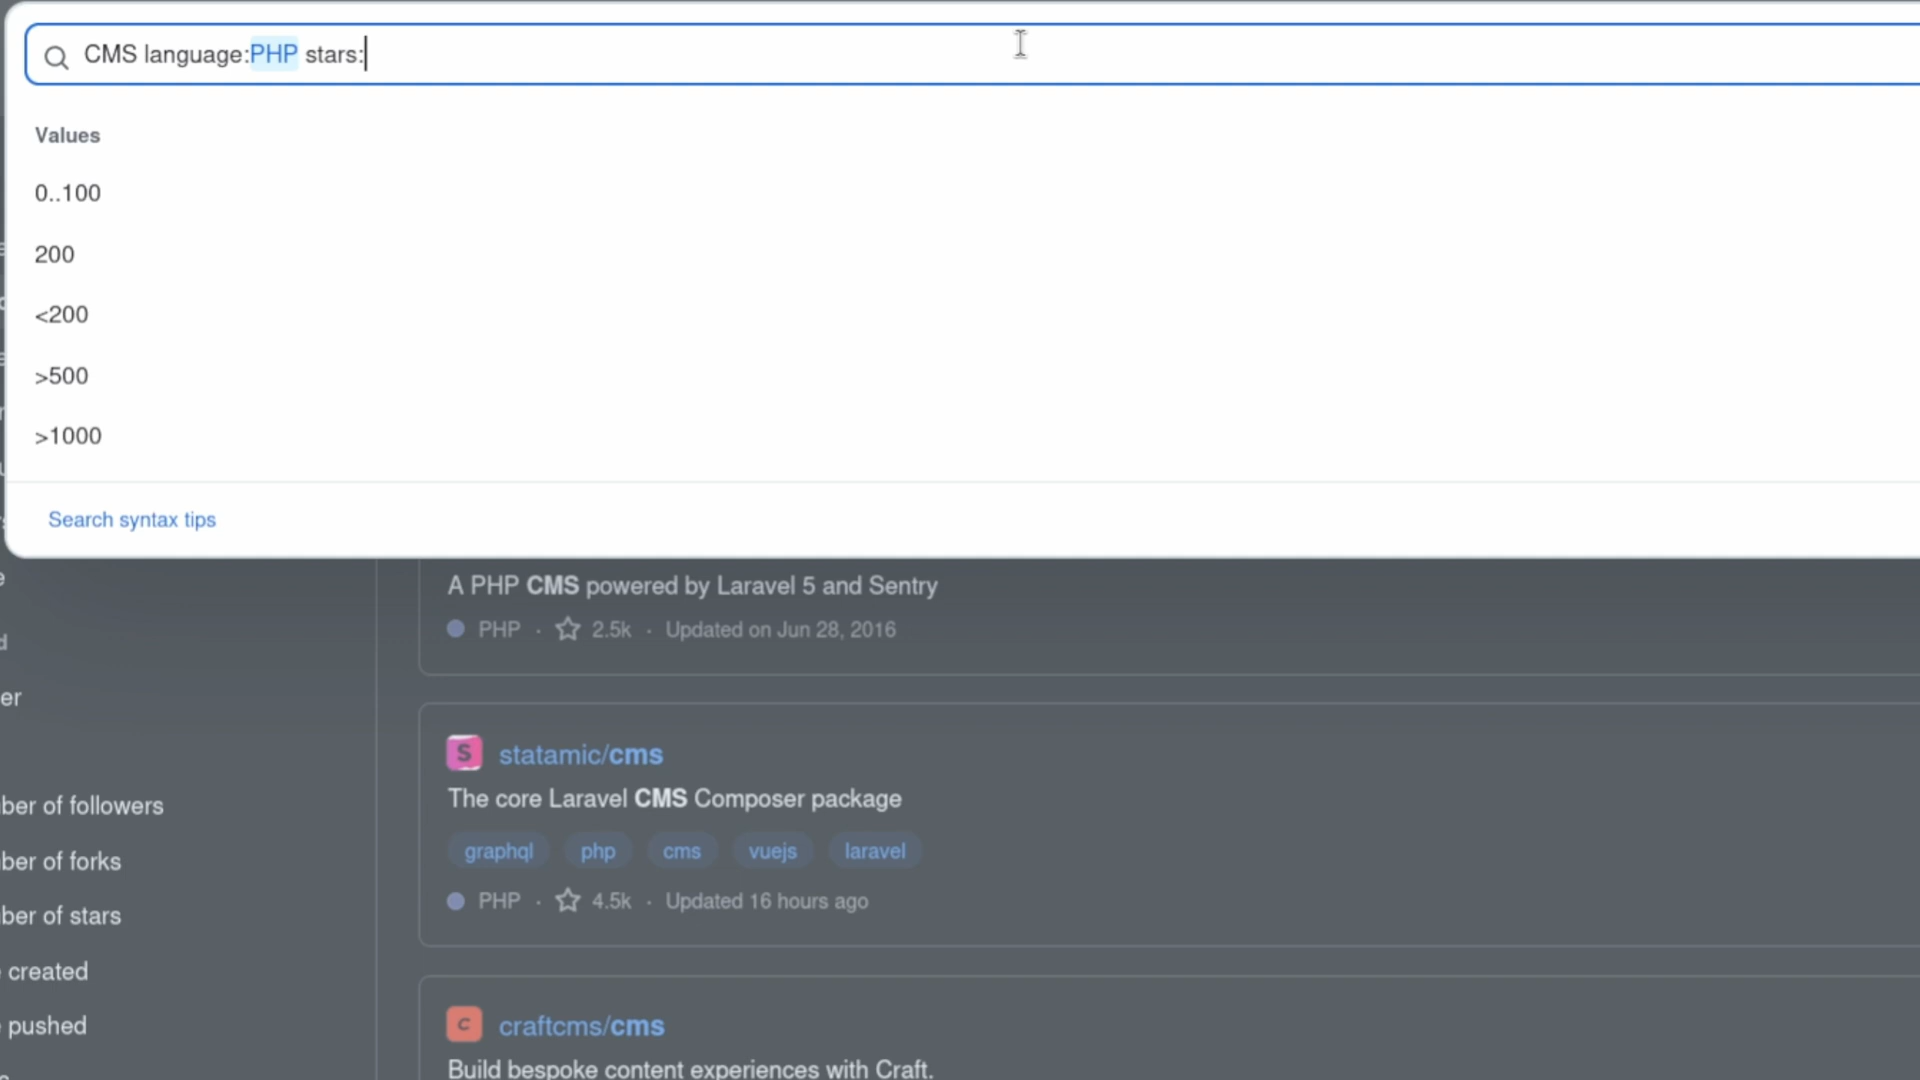 CMS language:PHP stars:
Values
0..100
200
<200
>500
>1000
Search syntax tips
A PHP CMS powered by Laravel 5 and Sentry
PHP · 2.5k · Updated on Jun 28, 2016
S statamic/cms
The core Laravel CMS Composer package
graphql php cms vuejs laravel
PHP · 4.5k · Updated 16 hours ago
C craftcms/cms
Build bespoke content experiences with Craft.
er
ber of followers
ber of forks
ber of stars
created
pushed